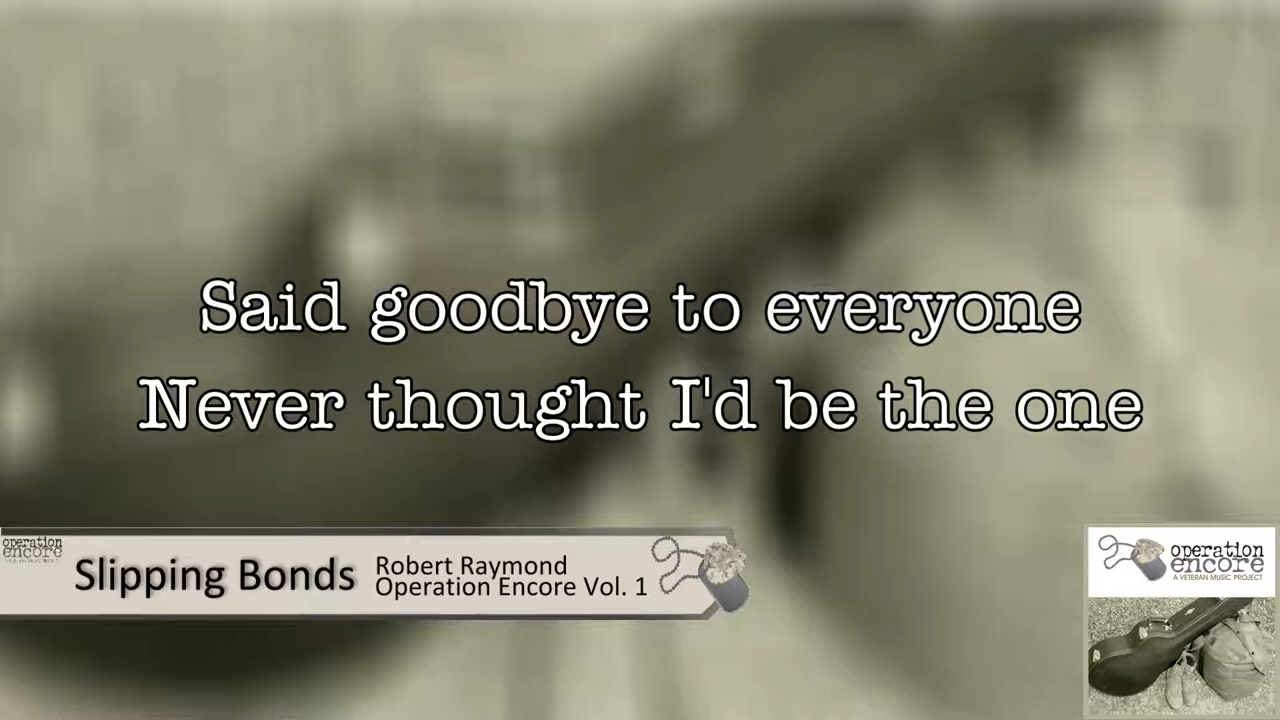 Said goodbye to everyone
Never thought I'd be the one
operation
encore
Slipping Bonds
Robert Raymond
Operation Encore Vol. 1
operation
encore
A VETERAN MUSIC PROJECT